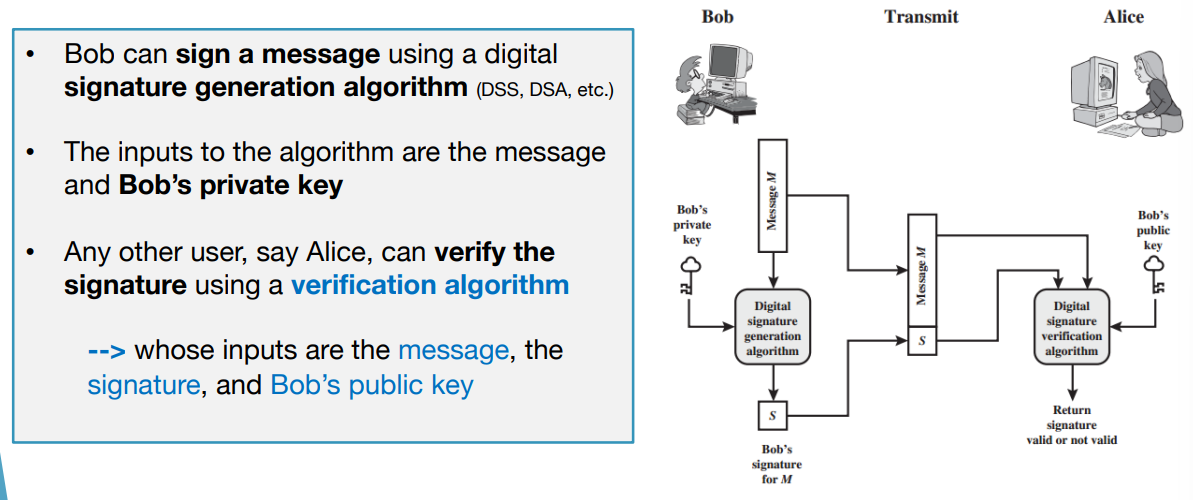 • Bob can sign a message using a digital
signature generation algorithm (DSS, DSA, etc.)
• The inputs to the algorithm are the message
and Bob's private key
• Any other user, say Alice, can verify the
signature using a verification algorithm
--> whose inputs are the message, the
signature, and Bob's public key
Bob
Transmit
Alice
Message M
Bob's
private
key
Digital
signature
generation
algorithm
S
Bob's
signature
for M
Message M
S
Bob's
public
key
Digital
signature
verification
algorithm
Return
signature
valid or not valid